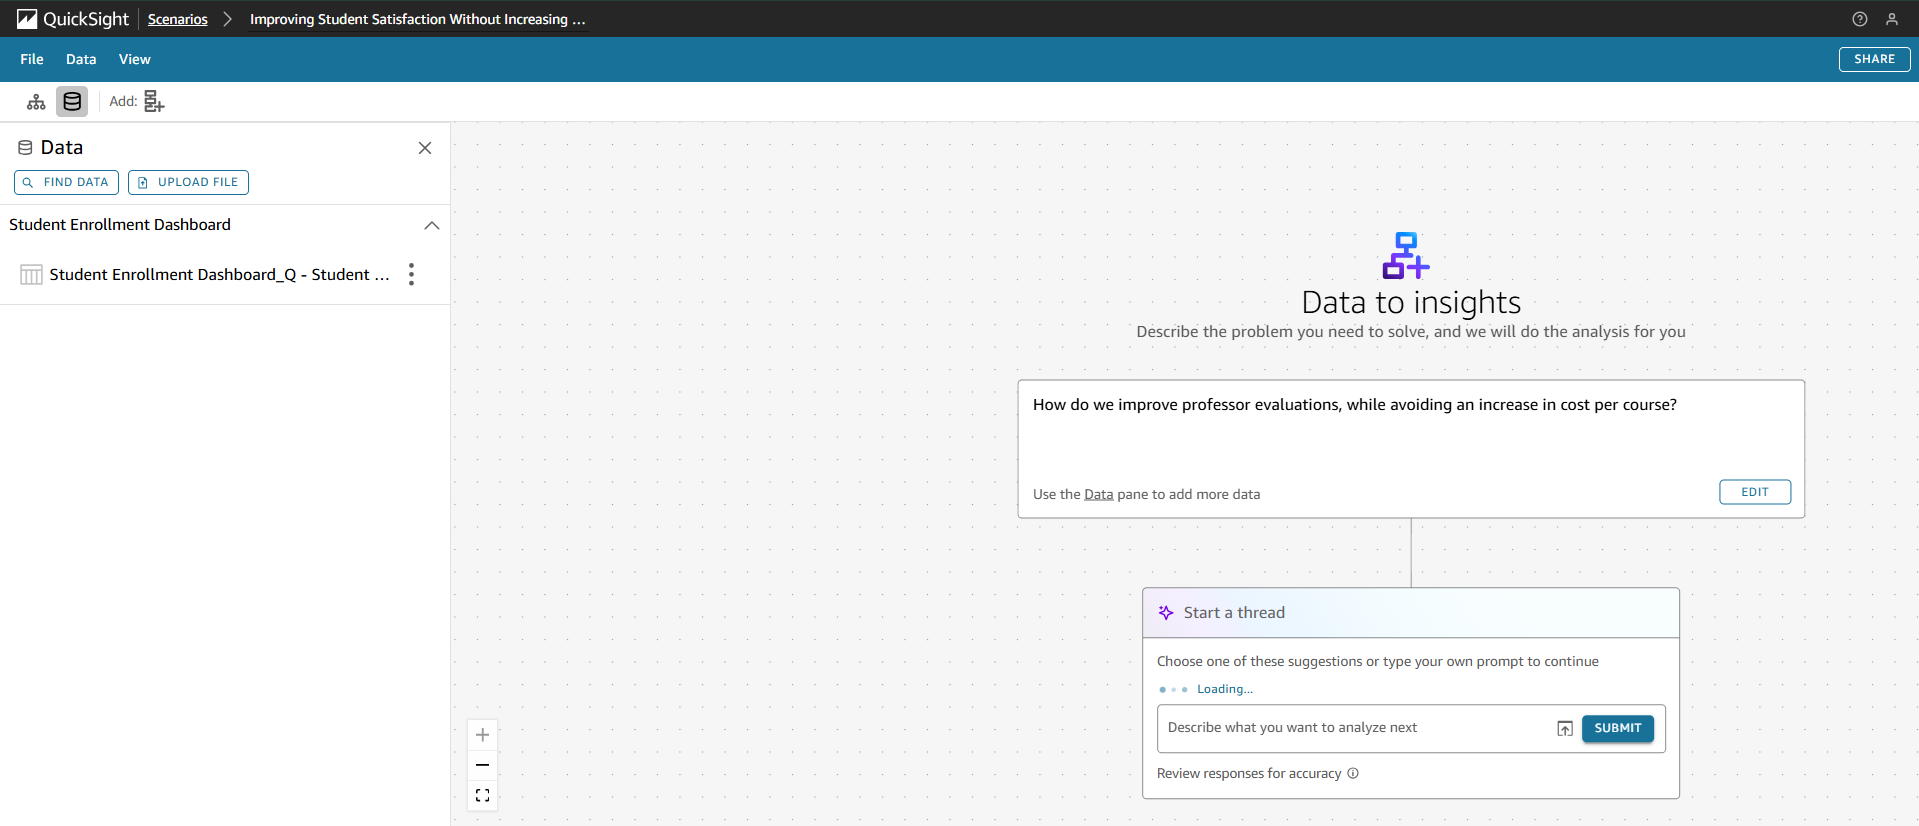 QuickSight Scenarios Improving Student Satisfaction Without Increasing ...
File Data View SHARE
Add:
Data
FIND DATA UPLOAD FILE
Student Enrollment Dashboard
Student Enrollment Dashboard_Q - Student ...
Data to insights
Describe the problem you need to solve, and we will do the analysis for you
How do we improve professor evaluations, while avoiding an increase in cost per course?
Use the Data pane to add more data EDIT
Start a thread
Choose one of these suggestions or type your own prompt to continue
Loading...
Describe what you want to analyze next SUBMIT
Review responses for accuracy